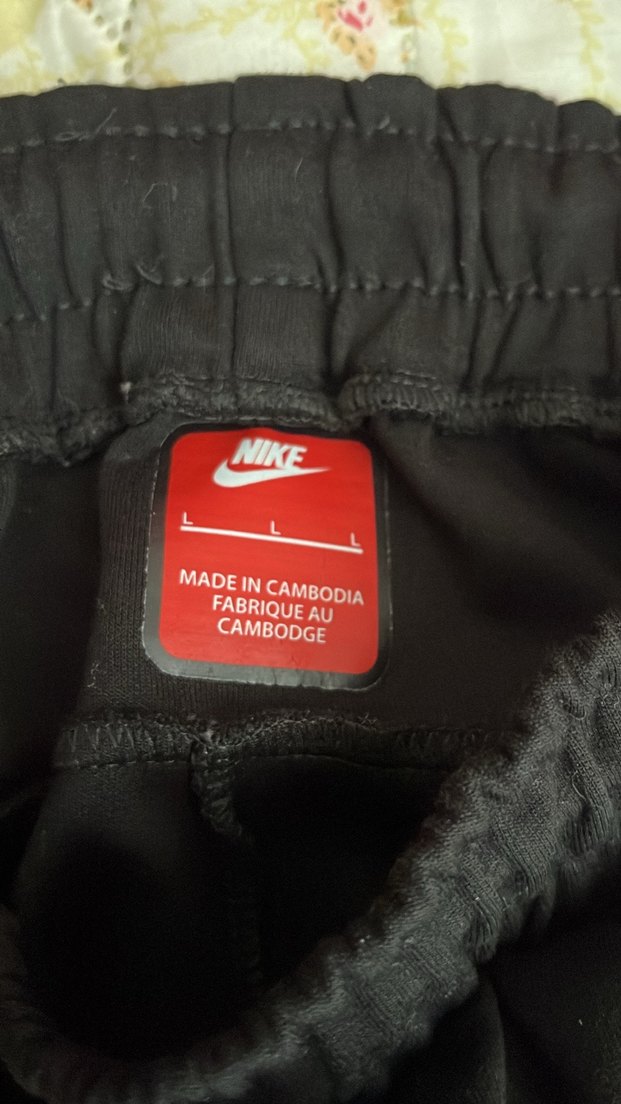 NIKE
L L L
MADE IN CAMBODIA
FABRIQUE AU
CAMBODGE